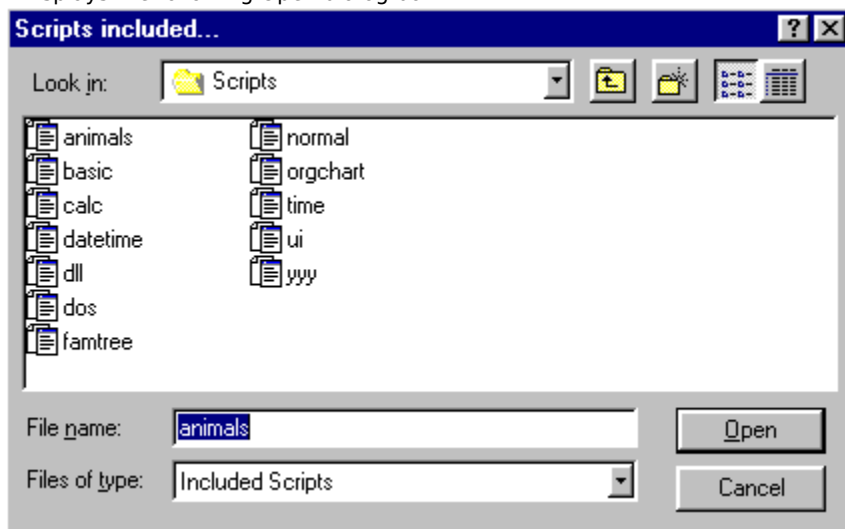 Scripts included...
Look in: Scripts
animals
basic
calc
datetime
dll
dos
famtree
normal
orgchart
time
ui
yyy
File name: animals Open
Files of type: Included Scripts Cancel